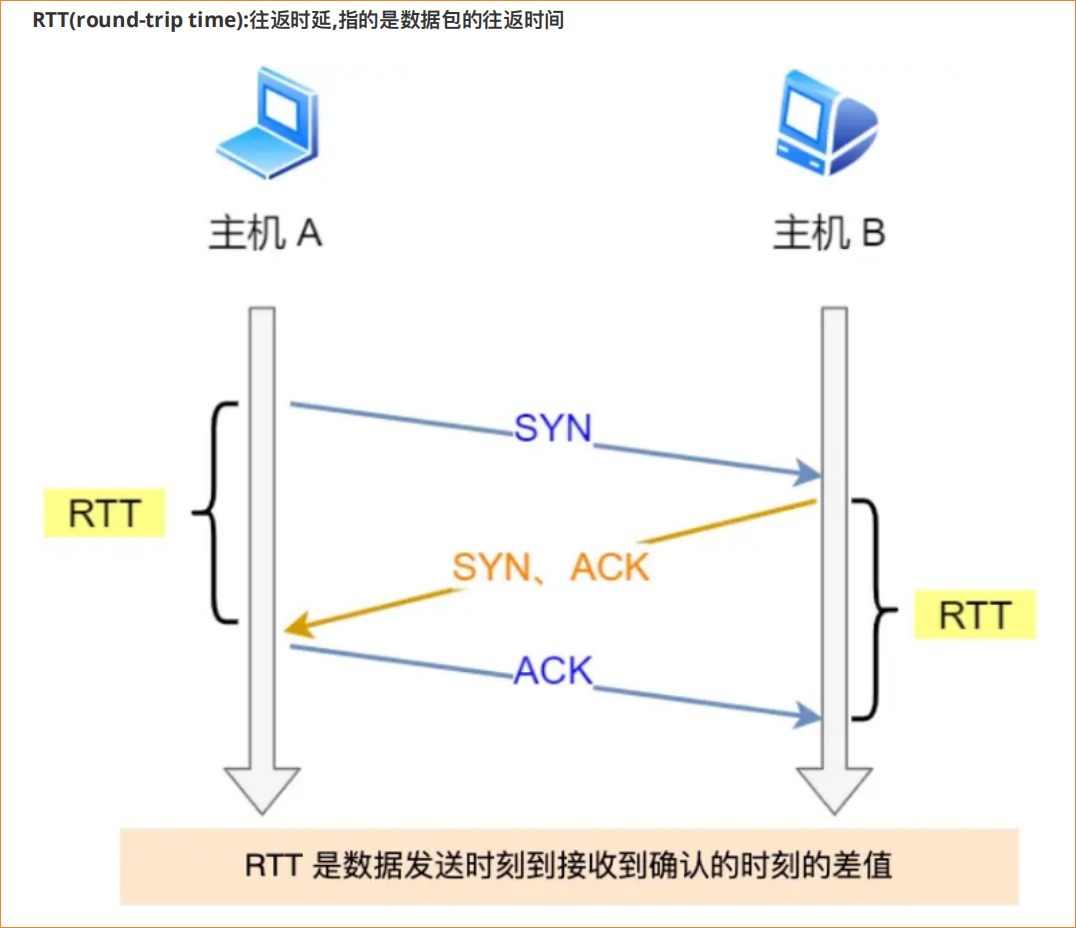 RTT(round-trip time):往返时延,指的是数据包的往返时间
主机 A
主机 B
SYN
RTT
SYN、ACK
RTT
ACK
RTT 是数据发送时刻到接收到确认的时刻的差值